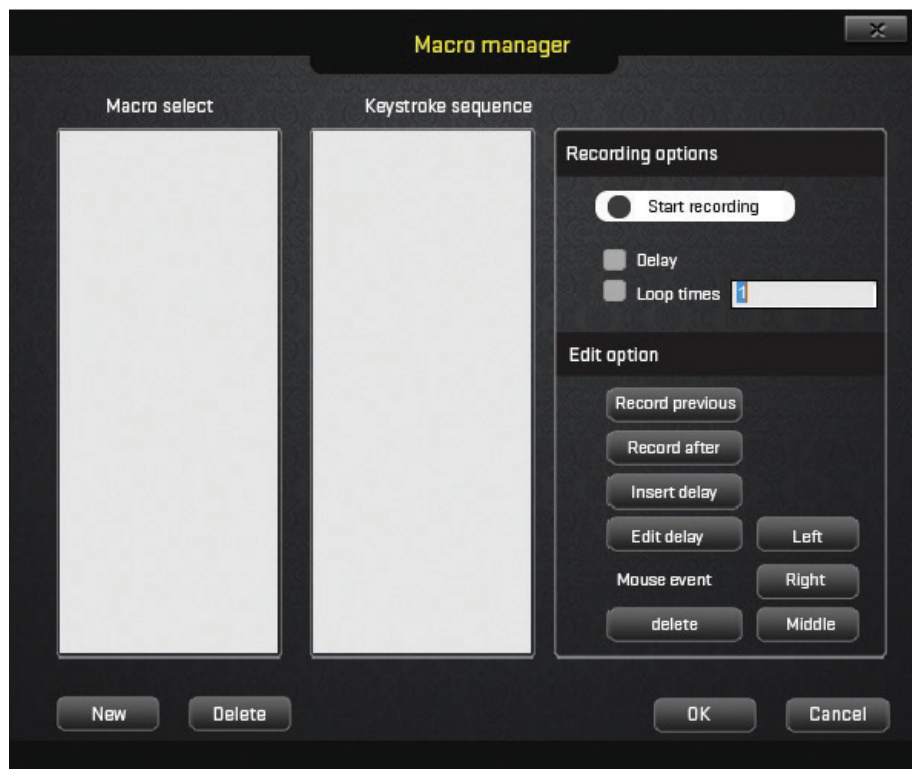 Macro manager
Macro select
Keystroke sequence
Recording options
Start recording
Delay
Loop times 1
Edit option
Record previous
Record after
Insert delay
Edit delay Left
Mouse event Right
delete Middle
New Delete OK Cancel